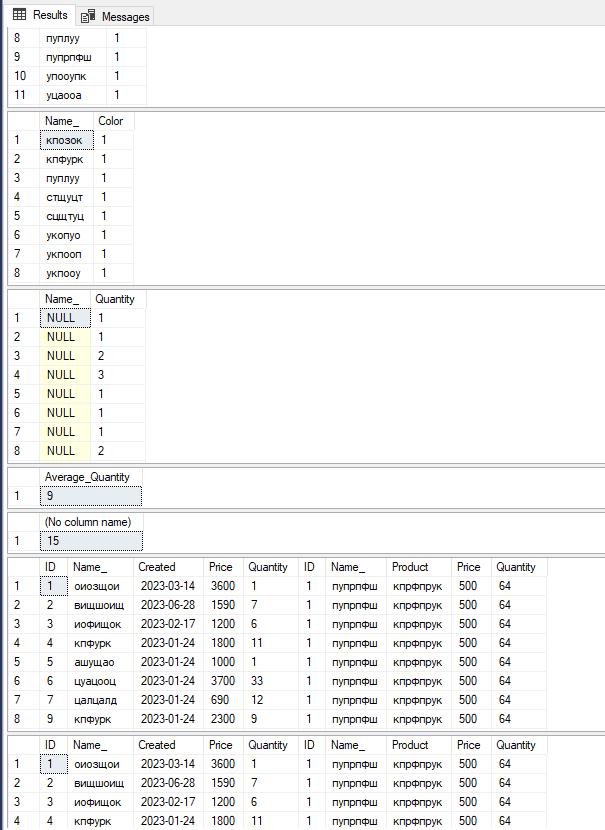 Results Messages
8 пуплуу 1
9 пупрпфш 1
10 упооупк 1
11 уцаооа 1
Name_ Color
1 кпозок 1
2 кпфурк 1
3 пуплуу 1
4 стщуцт 1
5 сцщтуц 1
6 укопуо 1
7 укпооп 1
8 укпооу 1
Name_ Quantity
1 NULL 1
2 NULL 1
3 NULL 2
4 NULL 3
5 NULL 1
6 NULL 1
7 NULL 1
8 NULL 2
Average_Quantity
1 9
(No column name)
1 15
ID Name_ Created Price Quantity ID Name_ Product Price Quantity
1 1 оиозщои 2023-03-14 3600 1 1 пупрпфш кпрфпрук 500 64
2 2 вищшоищ 2023-06-28 1590 7 1 пупрпфш кпрфпрук 500 64
3 3 иофищок 2023-02-17 1200 6 1 пупрпфш кпрфпрук 500 64
4 4 кпфурк 2023-01-24 1800 11 1 пупрпфш кпрфпрук 500 64
5 5 ашущао 2023-01-24 1000 1 1 пупрпфш кпрфпрук 500 64
6 6 цуацооц 2023-01-24 3700 33 1 пупрпфш кпрфпрук 500 64
7 7 цалцалд 2023-01-24 690 12 1 пупрпфш кпрфпрук 500 64
8 9 кпфурк 2023-01-24 2300 9 1 пупрпфш кпрфпрук 500 64
ID Name_ Created Price Quantity ID Name_ Product Price Quantity
1 1 оиозщои 2023-03-14 3600 1 1 пупрпфш кпрфпрук 500 64
2 2 вищшоищ 2023-06-28 1590 7 1 пупрпфш кпрфпрук 500 64
3 3 иофищок 2023-02-17 1200 6 1 пупрпфш кпрфпрук 500 64
4 4 кпфурк 2023-01-24 1800 11 1 пупрпфш кпрфпрук 500 64